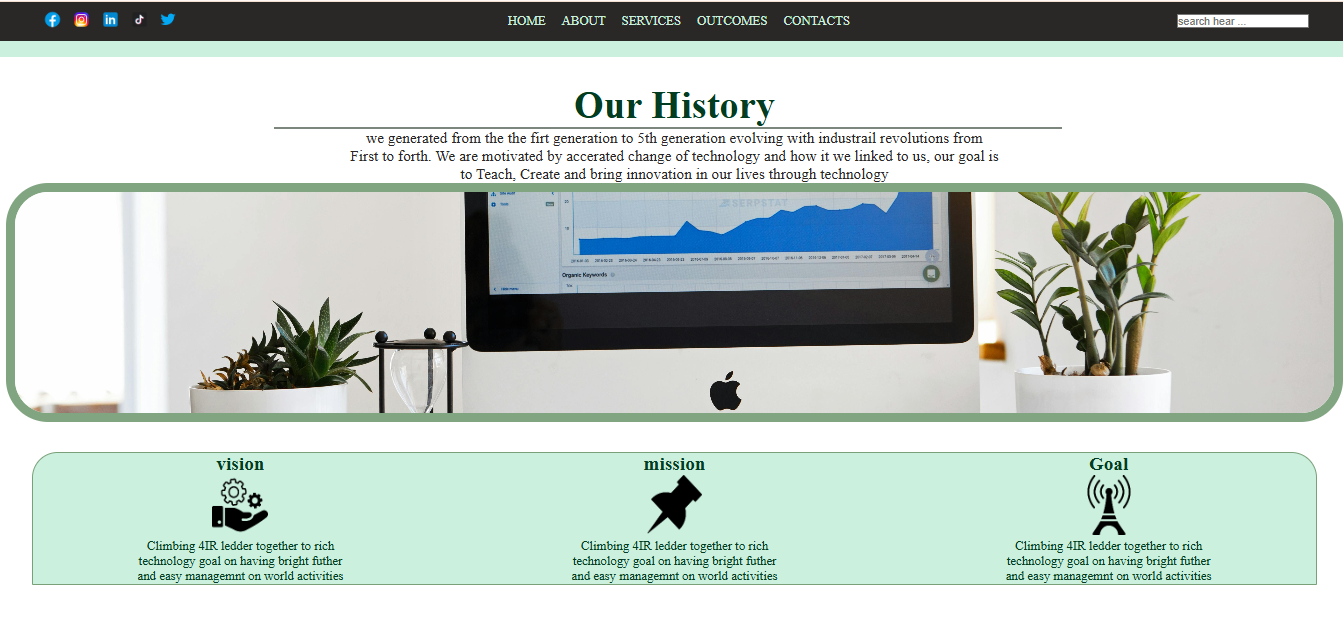 HOME ABOUT SERVICES OUTCOMES CONTACTS
search hear ...
Our History
we generated from the the firt generation to 5th generation evolving with industrail revolutions from
First to forth. We are motivated by accerated change of technology and how it we linked to us, our goal is
to Teach, Create and bring innovation in our lives through technology
SERPSTAT
Organic Keywords
Hide menu
vision
mission
Goal
Climbing 4IR ledder together to rich
technology goal on having bright futher
and easy managemnt on world activities
Climbing 4IR ledder together to rich
technology goal on having bright futher
and easy managemnt on world activities
Climbing 4IR ledder together to rich
technology goal on having bright futher
and easy managemnt on world activities